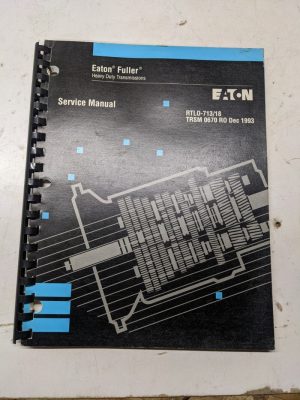 Eaton® Fuller®
Heavy Duty Transmissions
EATON
Service Manual
RTLO-713/18
TRSM 0670 RO Dec 1993